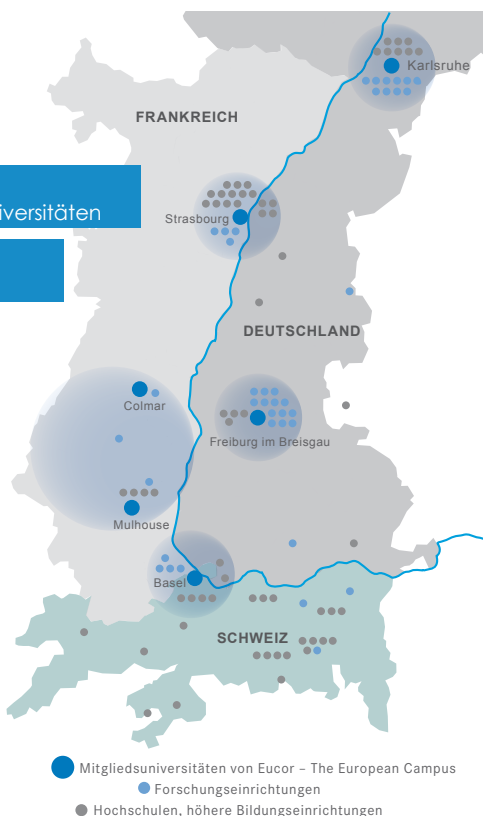 Karlsruhe
FRANKREICH
iversitäten
Strasbourg
DEUTSCHLAND
Colmar
Freiburg im Breisgau
Mulhouse
Basel
SCHWEIZ
Mitgliedsuniversitäten von Eucor – The European Campus
Forschungseinrichtungen
Hochschulen, höhere Bildungseinrichtungen